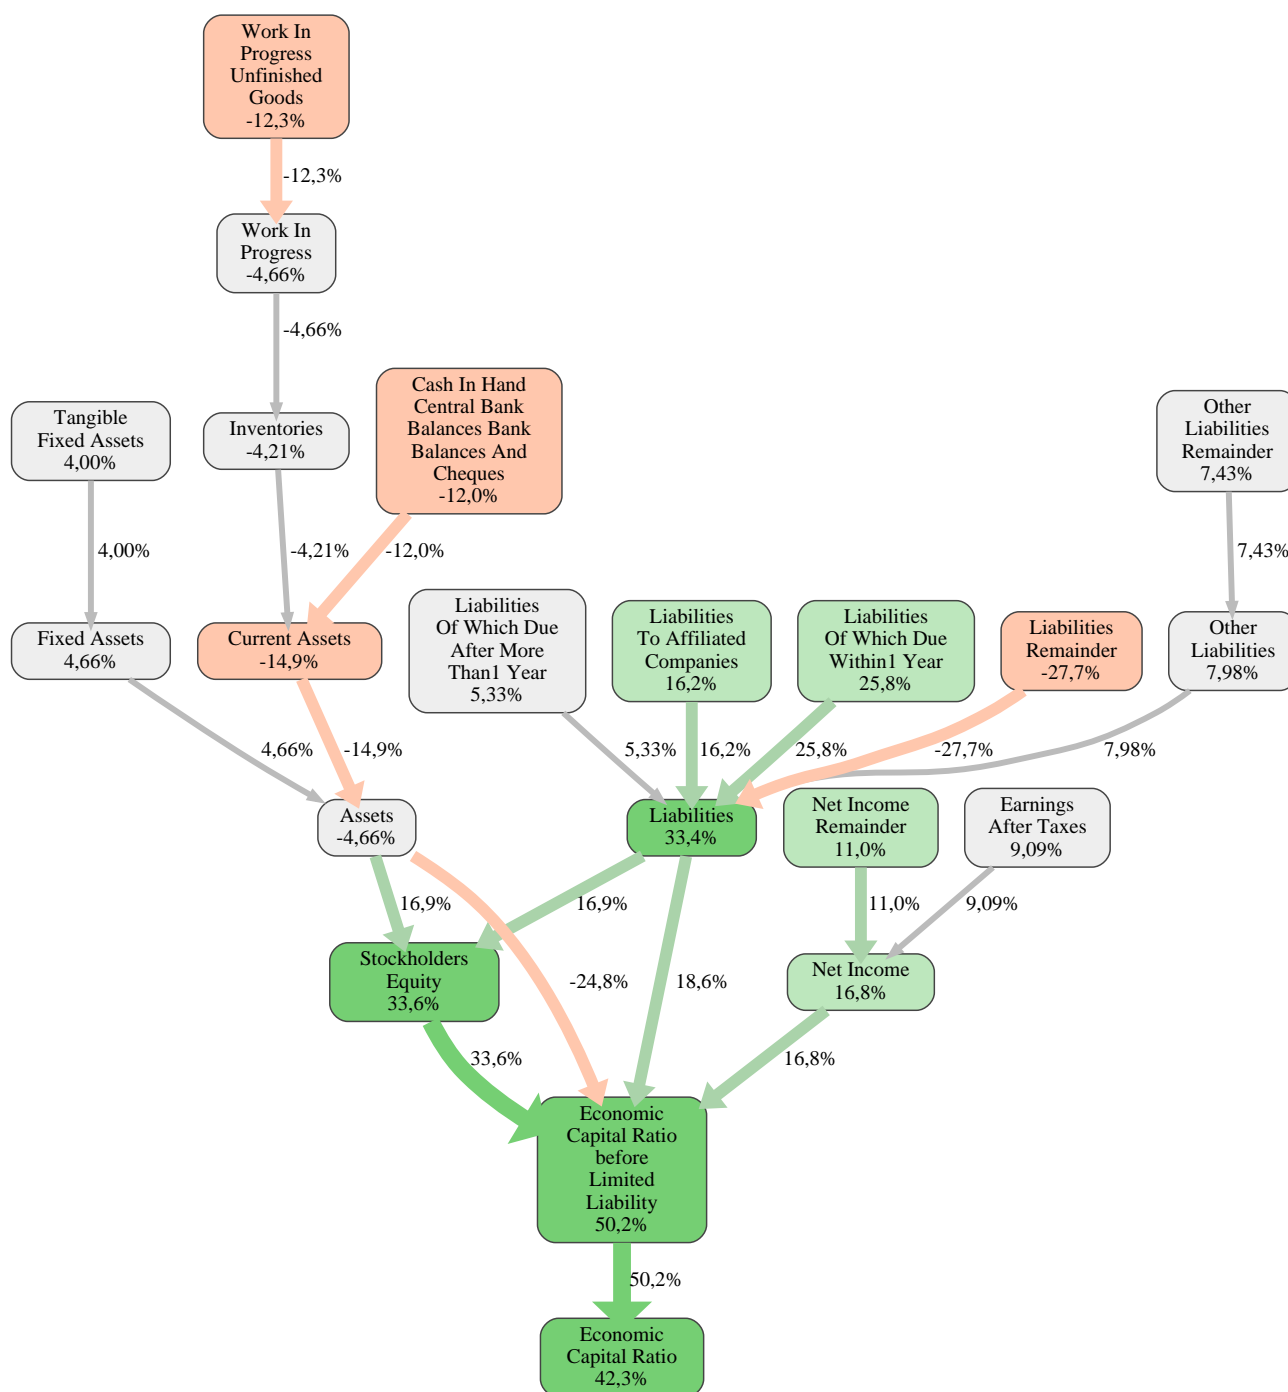 Work In
Progress
Unfinished
Goods
-12,3%
-12,3%
Work In
Progress
-4,66%
-4,66%
Tangible
Fixed Assets
4,00%
Inventories
-4,21%
Cash In Hand
Central Bank
Balances Bank
Balances And
Cheques
-12,0%
Other
Liabilities
Remainder
7,43%
4,00%
-4,21%
-12,0%
7,43%
Fixed Assets
4,66%
Current Assets
-14,9%
Liabilities
Of Which Due
After More
Than1 Year
5,33%
Liabilities
To Affiliated
Companies
16,2%
Liabilities
Of Which Due
Within1 Year
25,8%
Liabilities
Remainder
-27,7%
Other
Liabilities
7,98%
4,66%
-14,9%
5,33%
16,2%
25,8%
-27,7%
7,98%
Assets
-4,66%
Liabilities
33,4%
Net Income
Remainder
11,0%
Earnings
After Taxes
9,09%
16,9%
16,9%
11,0%
9,09%
Stockholders
Equity
33,6%
-24,8%
18,6%
Net Income
16,8%
33,6%
16,8%
Economic
Capital Ratio
before
Limited
Liability
50,2%
50,2%
Economic
Capital Ratio
42,3%